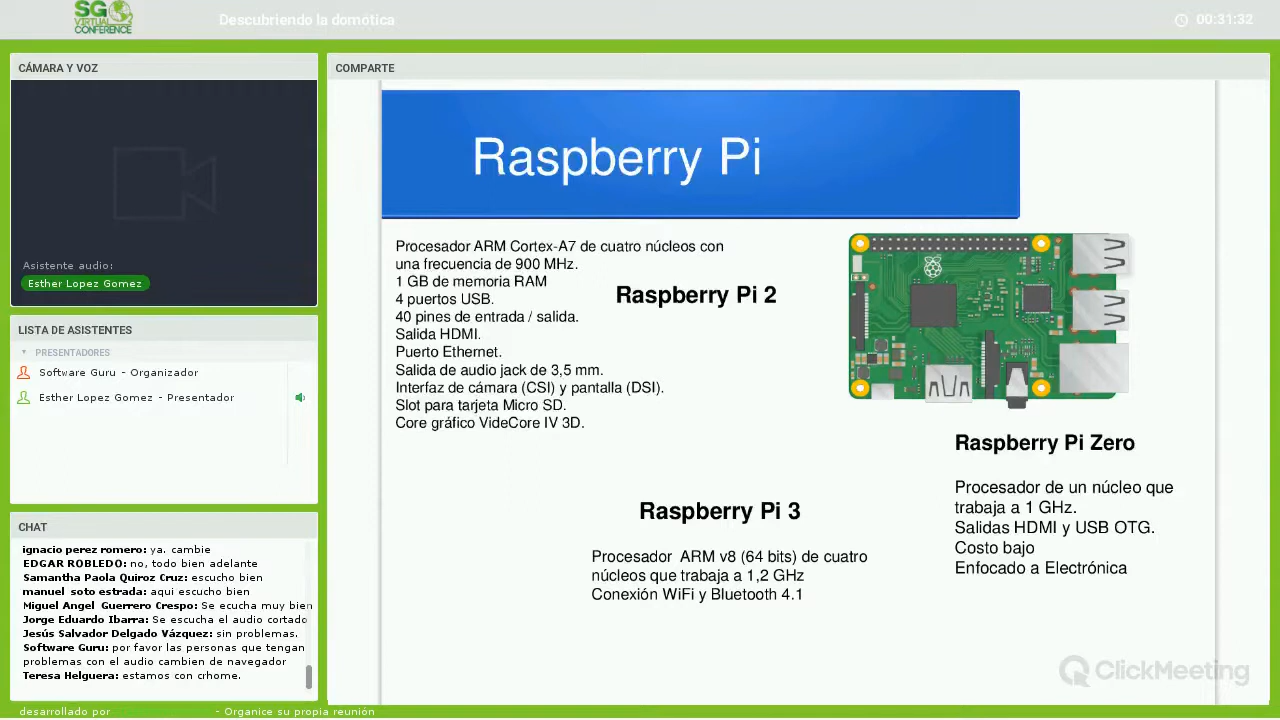 SG
VIRTUAL
CONFERENCE
Descubriendo la domótica
00:31:32
CÁMARA Y VOZ
Asistente audio:
Esther Lopez Gomez
LISTA DE ASISTENTES
PRESENTADORES
Software Guru - Organizador
Esther Lopez Gomez - Presentador
CHAT
ignacio perez romero: ya. cambie
EDGAR ROBLEDO: no, todo bien adelante
Samantha Paola Quiroz Cruz: escucho bien
manuel soto estrada: aqui escucho bien
Miguel Angel Guerrero Crespo: Se ecucha muy bien
Jorge Eduardo Ibarra: Se escucha el audio cortado
Jesús Salvador Delgado Vázquez: sin problemas.
Software Guru: por favor las personas que tengan
problemas con el audio cambien de navegador
Teresa Helguera: estamos con crhome.
COMPARTE
Raspberry Pi
Procesador ARM Cortex-A7 de cuatro núcleos con
una frecuencia de 900 MHz.
1 GB de memoria RAM
4 puertos USB.
40 pines de entrada / salida.
Salida HDMI.
Puerto Ethernet.
Salida de audio jack de 3,5 mm.
Interfaz de cámara (CSI) y pantalla (DSI).
Slot para tarjeta Micro SD.
Core gráfico VideCore IV 3D.
Raspberry Pi 2
Raspberry Pi 3
Procesador ARM v8 (64 bits) de cuatro
núcleos que trabaja a 1,2 GHz
Conexión WiFi y Bluetooth 4.1
Raspberry Pi Zero
Procesador de un núcleo que
trabaja a 1 GHz.
Salidas HDMI y USB OTG.
Costo bajo
Enfocado a Electrónica
ClickMeeting
desarrollado por - Organice su propia reunión